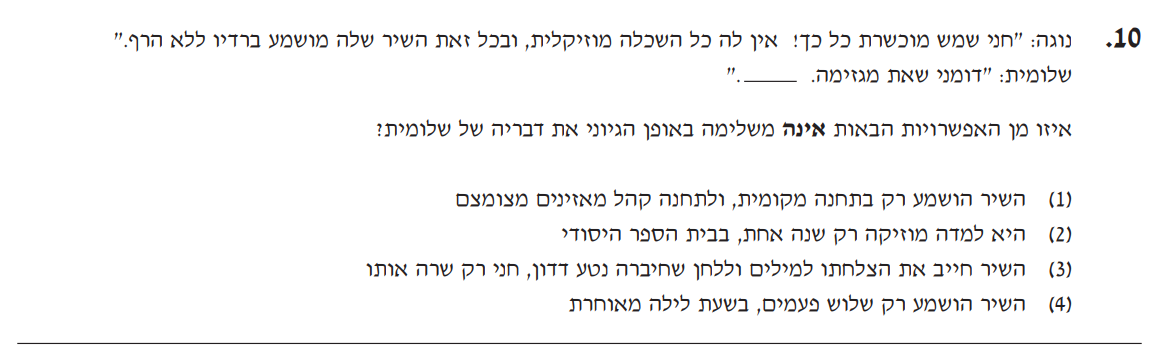 10. נוגה: "חני שמש מוכשרת כל כך! אין לה כל השכלה מוזיקלית, ובכל זאת השיר שלה מושמע ברדיו ללא הרף."
שלומית: "דומני שאת מגזימה. _____."
איזו מן האפשרויות הבאות אינה משלימה באופן הגיוני את דבריה של שלומית?
(1) השיר הושמע רק בתחנה מקומית, ולתחנה קהל מאזינים מצומצם
(2) היא למדה מוזיקה רק שנה אחת, בבית הספר היסודי
(3) השיר חייב את הצלחתו למילים וללחן שחיברה נטע דדון, חני רק שרה אותו
(4) השיר הושמע רק שלוש פעמים, בשעת לילה מאוחרת